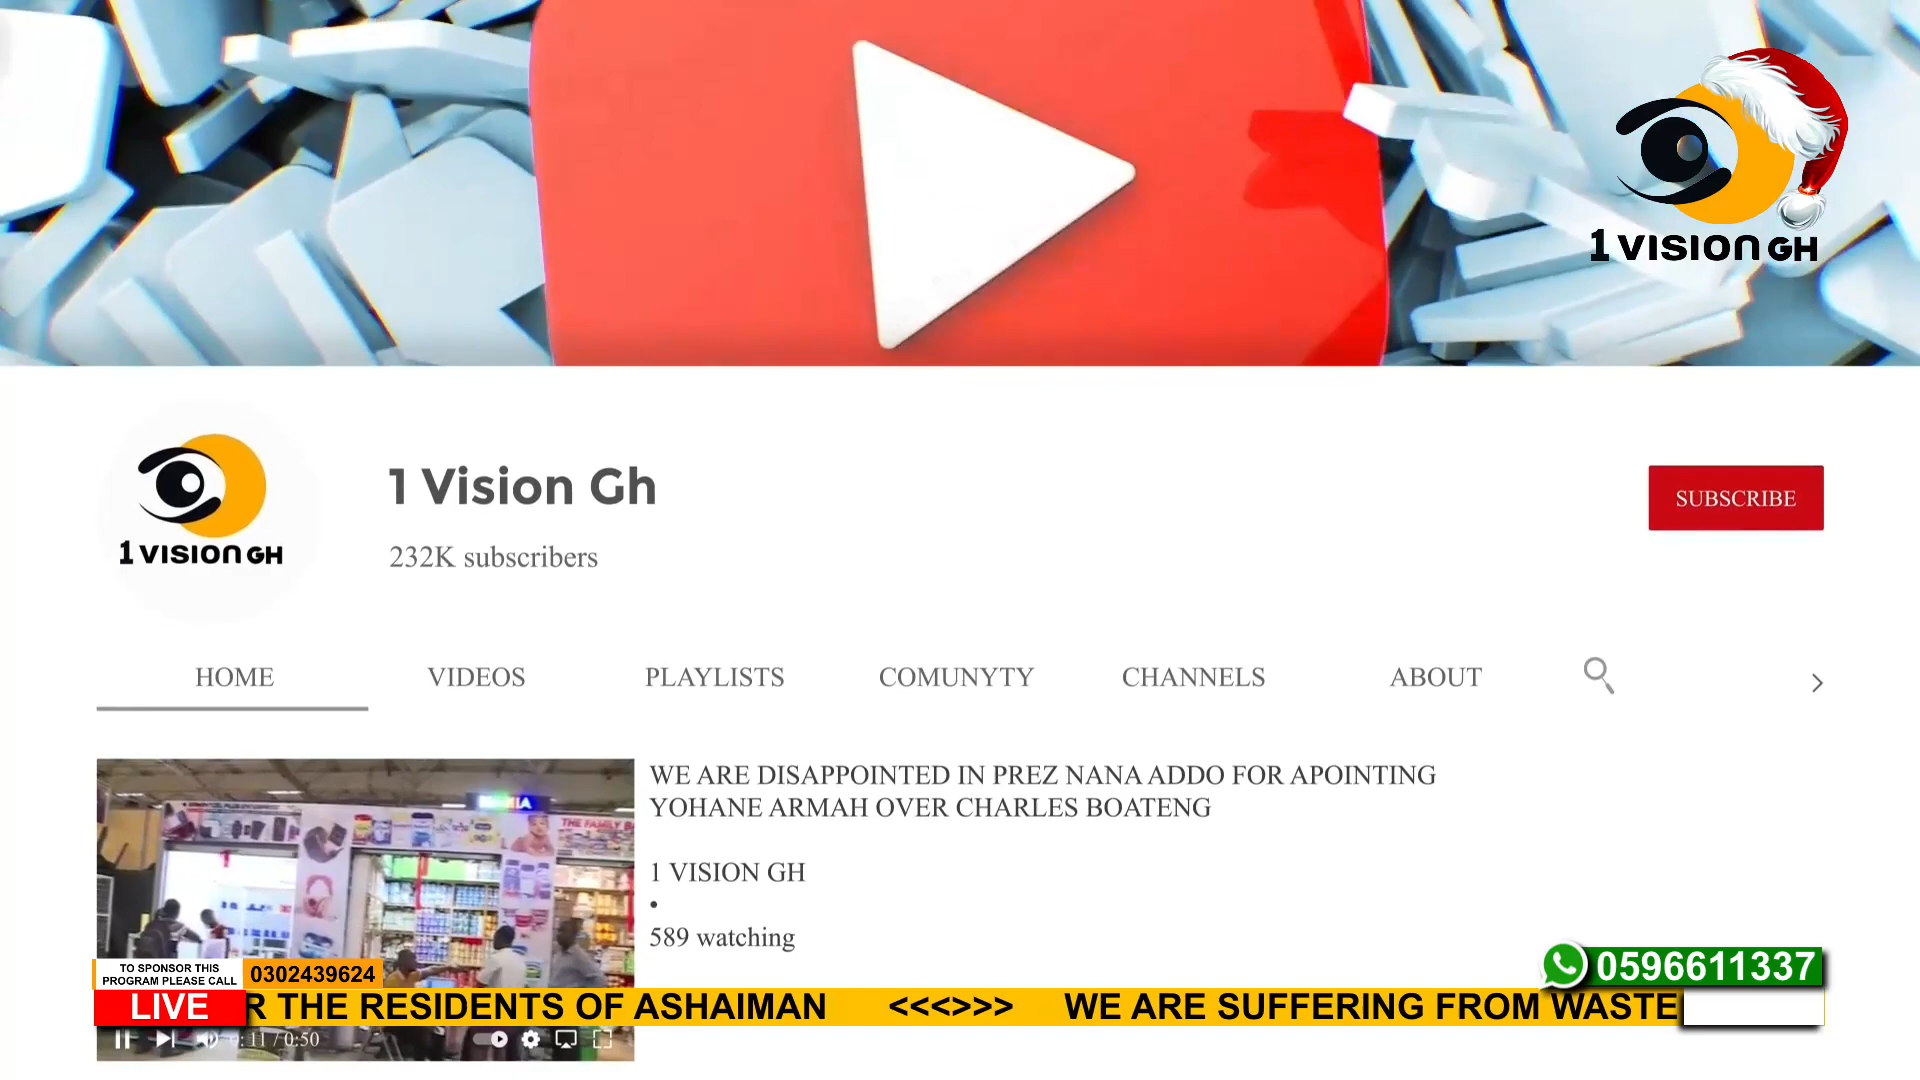 1 VISION GH
1 VISION GH
1 Vision Gh
232K subscribers
SUBSCRIBE
HOME
VIDEOS
PLAYLISTS
COMUNYTY
CHANNELS
ABOUT
WE ARE DISAPPOINTED IN PREZ NANA ADDO FOR APOINTING
YOHANE ARMAH OVER CHARLES BOATENG
1 VISION GH
•
589 watching
THE FAMILY B
TO SPONSOR THIS
PROGRAM PLEASE CALL
0302439624
0596611337
LIVE
R THE RESIDENTS OF ASHAIMAN <<<>>> WE ARE SUFFERING FROM WASTE
0:11 / 0:50